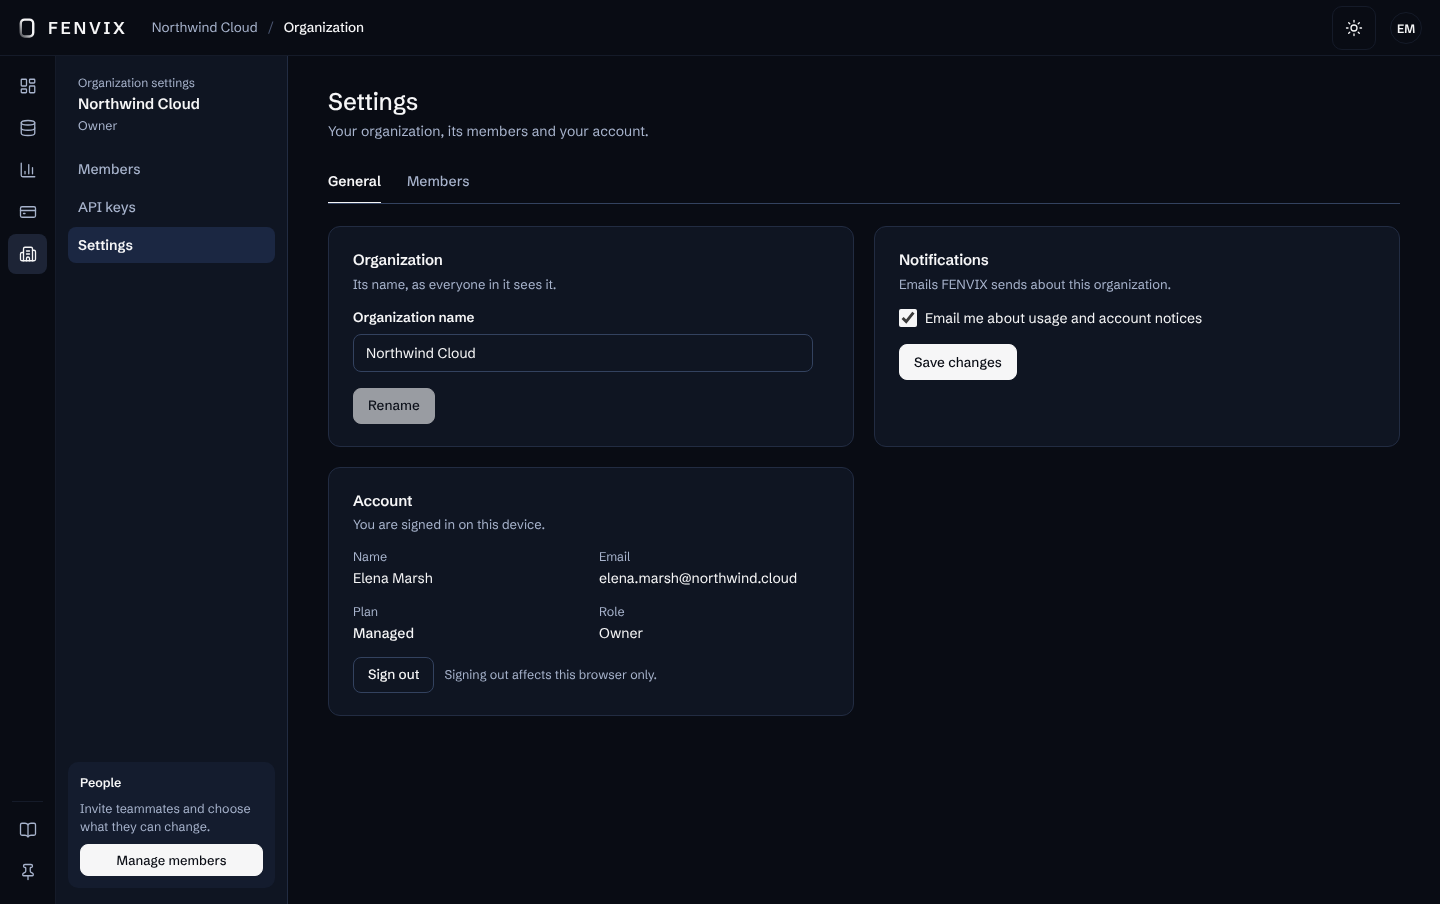 FENVIX
Northwind Cloud / Organization
EM
Organization settings
Northwind Cloud
Owner
Members
API keys
Settings
People
Invite teammates and choose
what they can change.
Manage members
Settings
Your organization, its members and your account.
General
Members
Organization
Its name, as everyone in it sees it.
Organization name
Northwind Cloud
Rename
Notifications
Emails FENVIX sends about this organization.
Email me about usage and account notices
Save changes
Account
You are signed in on this device.
Name
Elena Marsh
Email
elena.marsh@northwind.cloud
Plan
Managed
Role
Owner
Sign out
Signing out affects this browser only.